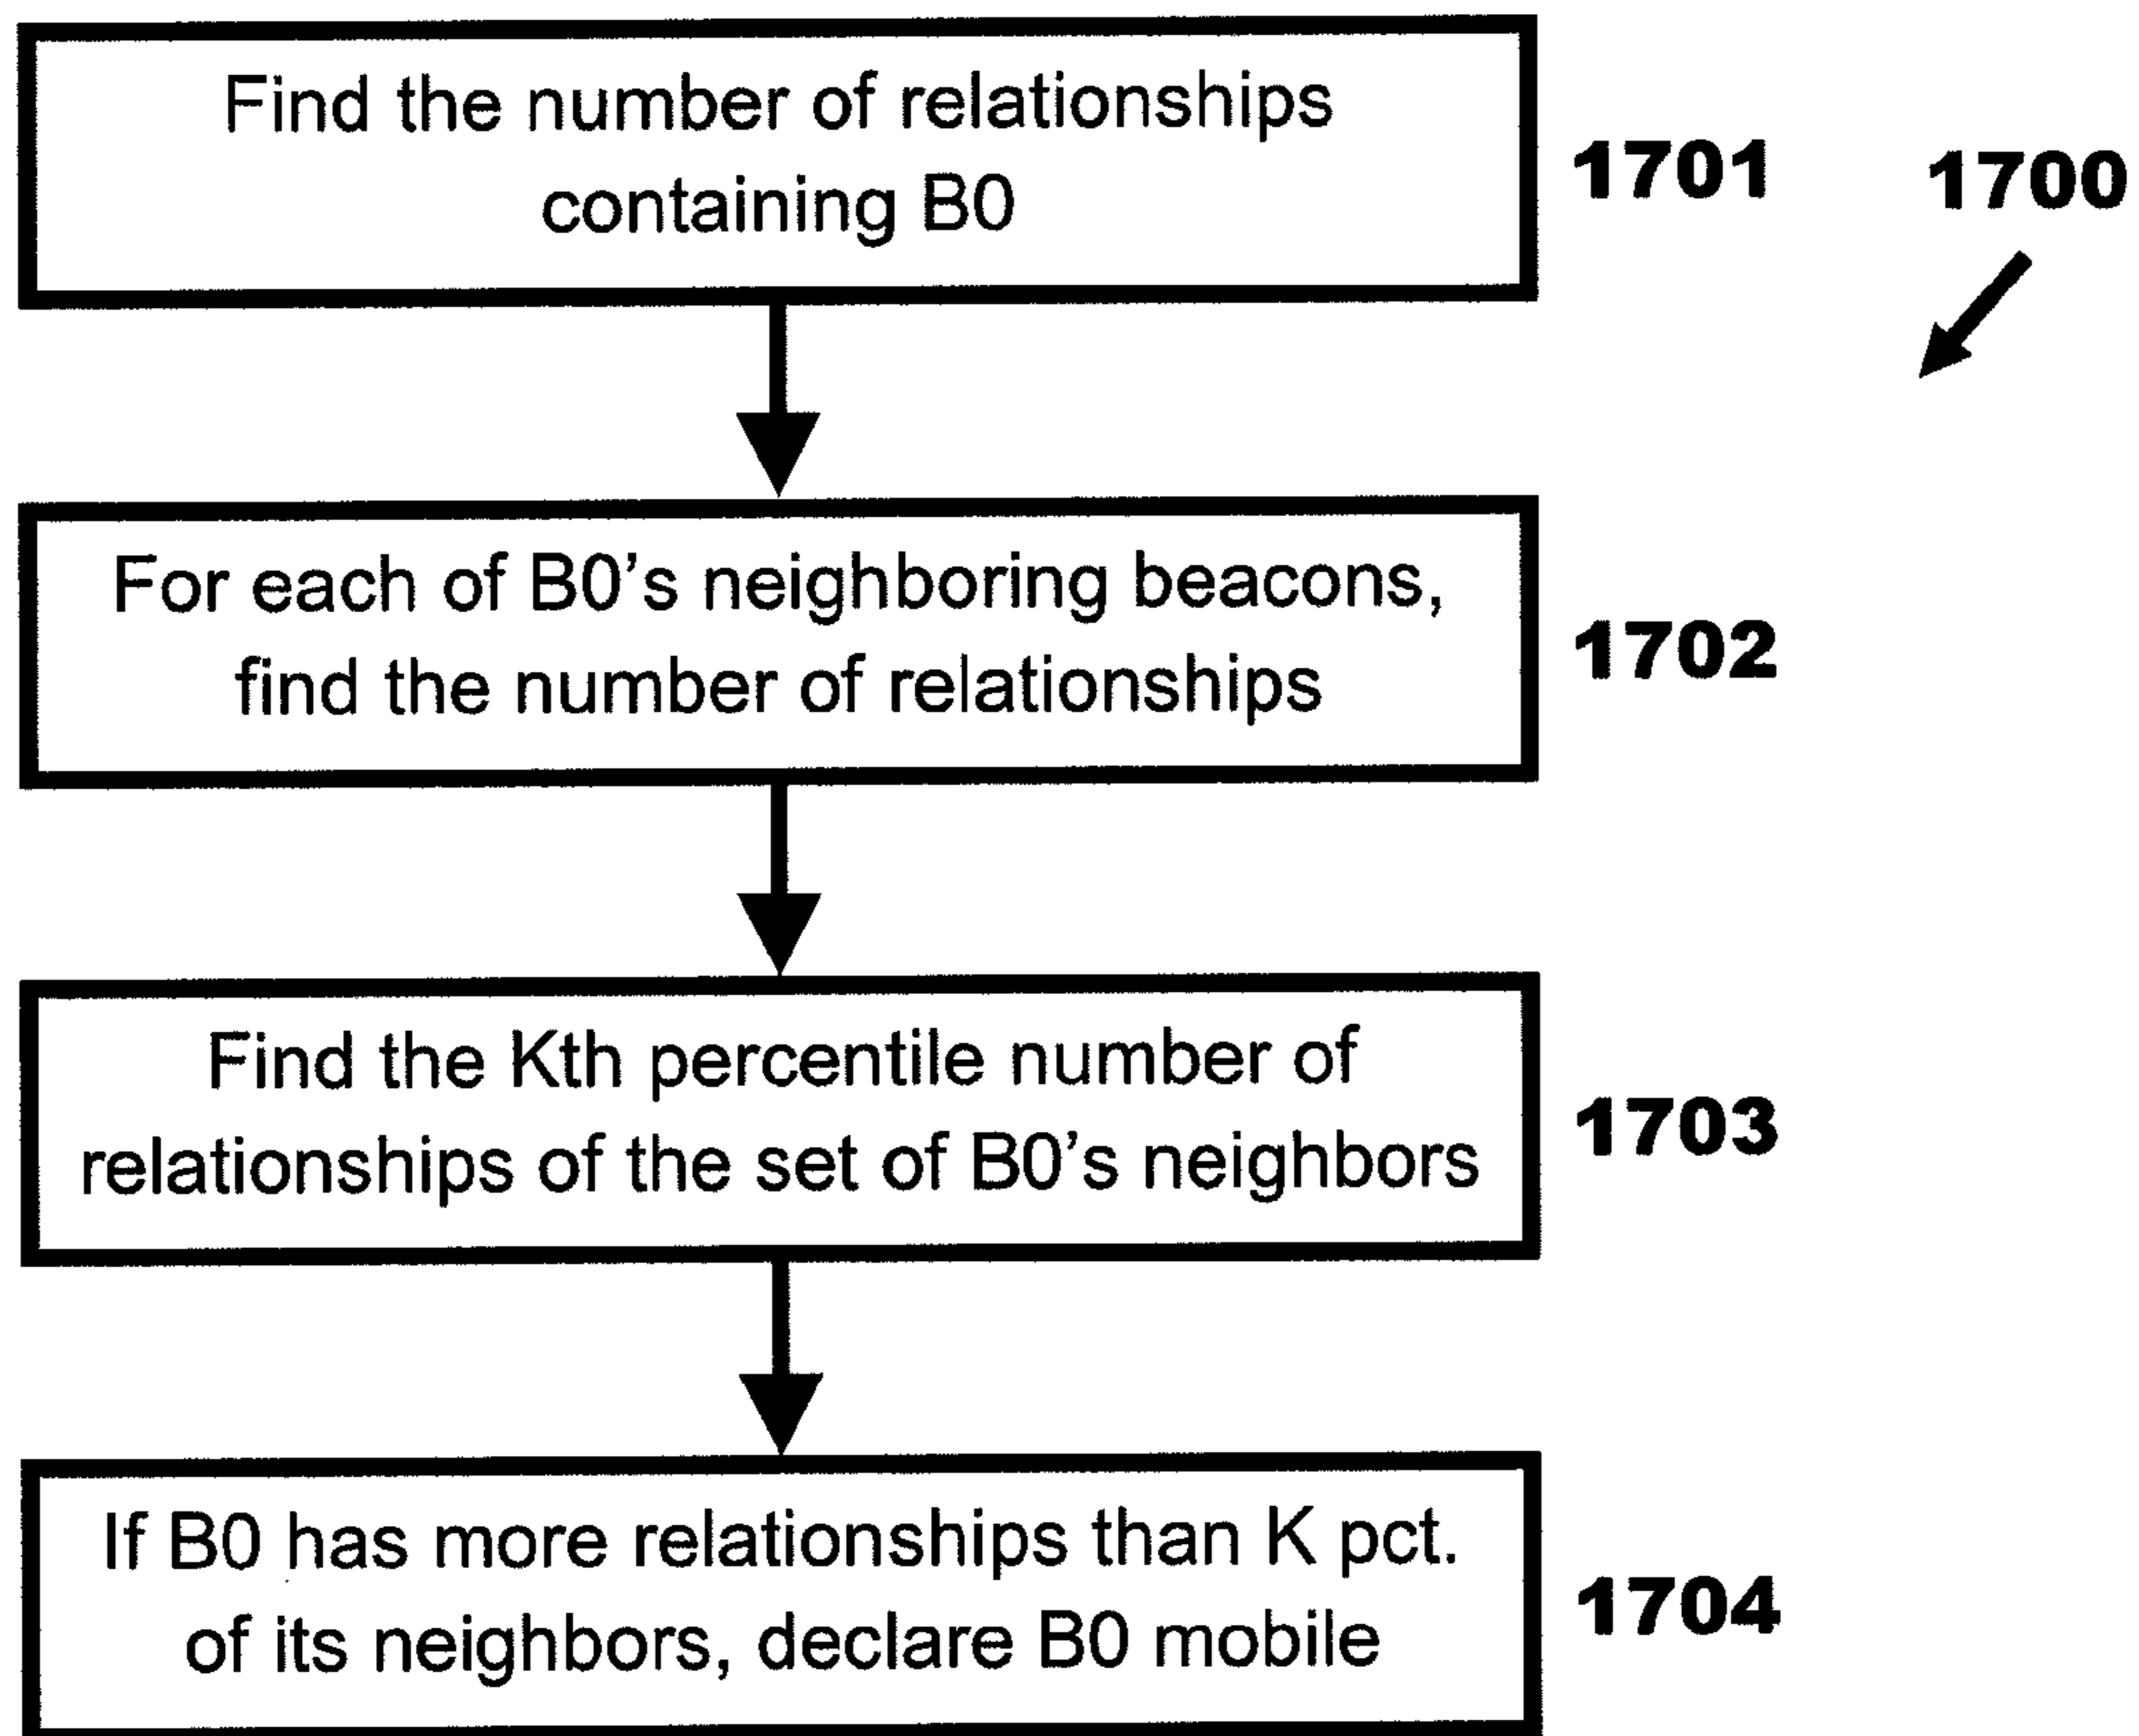 Find the number of relationships
containing B0
1701
1700
For each of B0's neighboring beacons,
find the number of relationships
1702
Find the Kth percentile number of
relationships of the set of B0's neighbors
1703
If B0 has more relationships than K pct.
of its neighbors, declare B0 mobile
1704